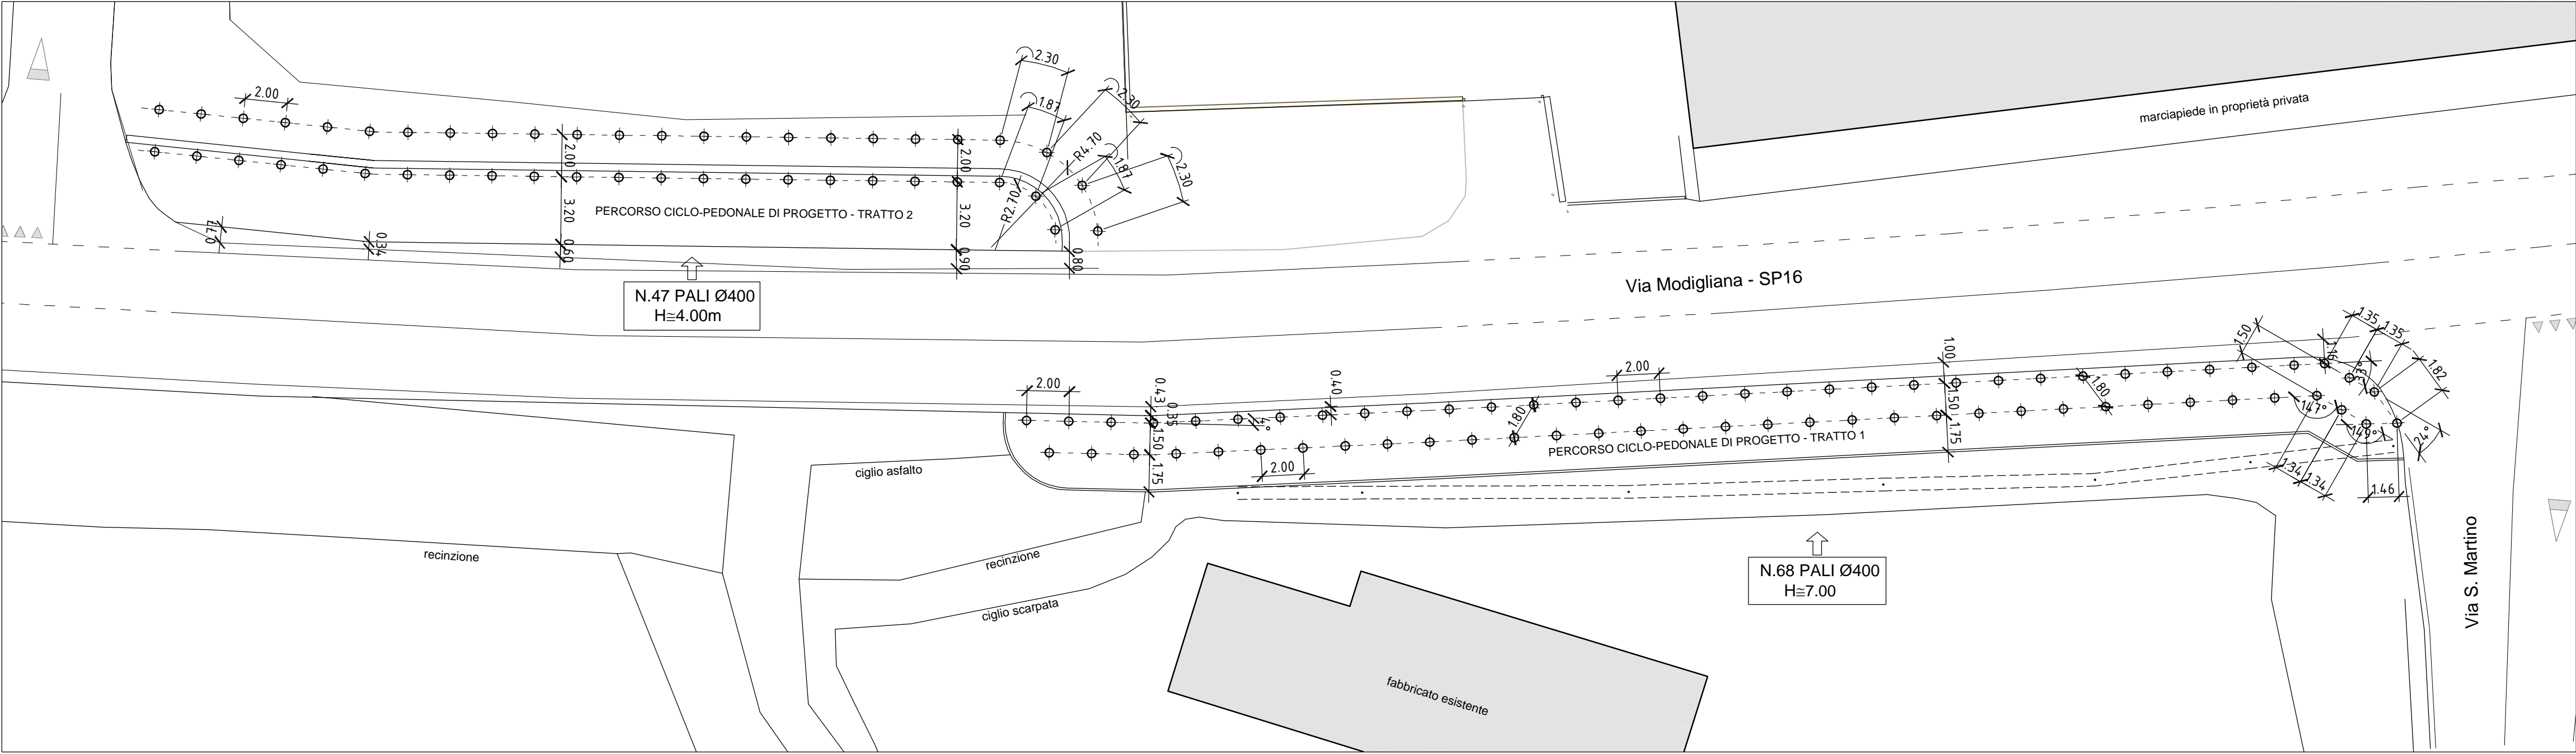 2.30
2.00
1.87
2.30
R4.70
1.87
2.30
2.00
2.00
R2.70
3.20
3.20
PERCORSO CICLO-PEDONALE DI PROGETTO - TRATTO 2
0.77
0.34
0.60
0.90
0.80
N.47 PALI Ø400
H≅4.00m
marciapiede in proprietà privata
Via Modigliana - SP16
2.00
0.43
0.35
1.50
1.75
4°
0.40
2.00
2.00
1.80
1.00
1.50
1.75
1.80
PERCORSO CICLO-PEDONALE DI PROGETTO - TRATTO 1
1.50
1.46
1.35
1.35
1.82
147°
149°
24°
1.34
1.34
1.46
ciglio asfalto
recinzione
recinzione
ciglio scarpata
fabbricato esistente
N.68 PALI Ø400
H≅7.00
Via S. Martino